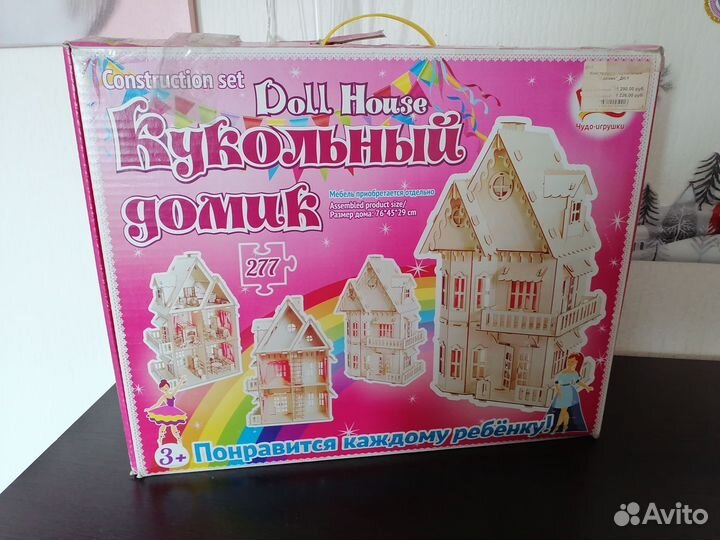 Construction set
Doll House
Кукольный
домик
Мебель приобретается отдельно
Assembled product size/
Размер дома: 76*45*29 cm
277
Чудо-игрушки
3+ Понравится каждому ребёнку!
Avito